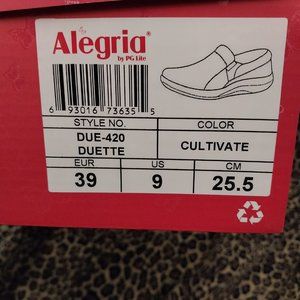 Alegria®
by PG Lite
6 93016 73635 5
STYLE NO. COLOR
DUE-420
DUETTE CULTIVATE
EUR US CM
39 9 25.5